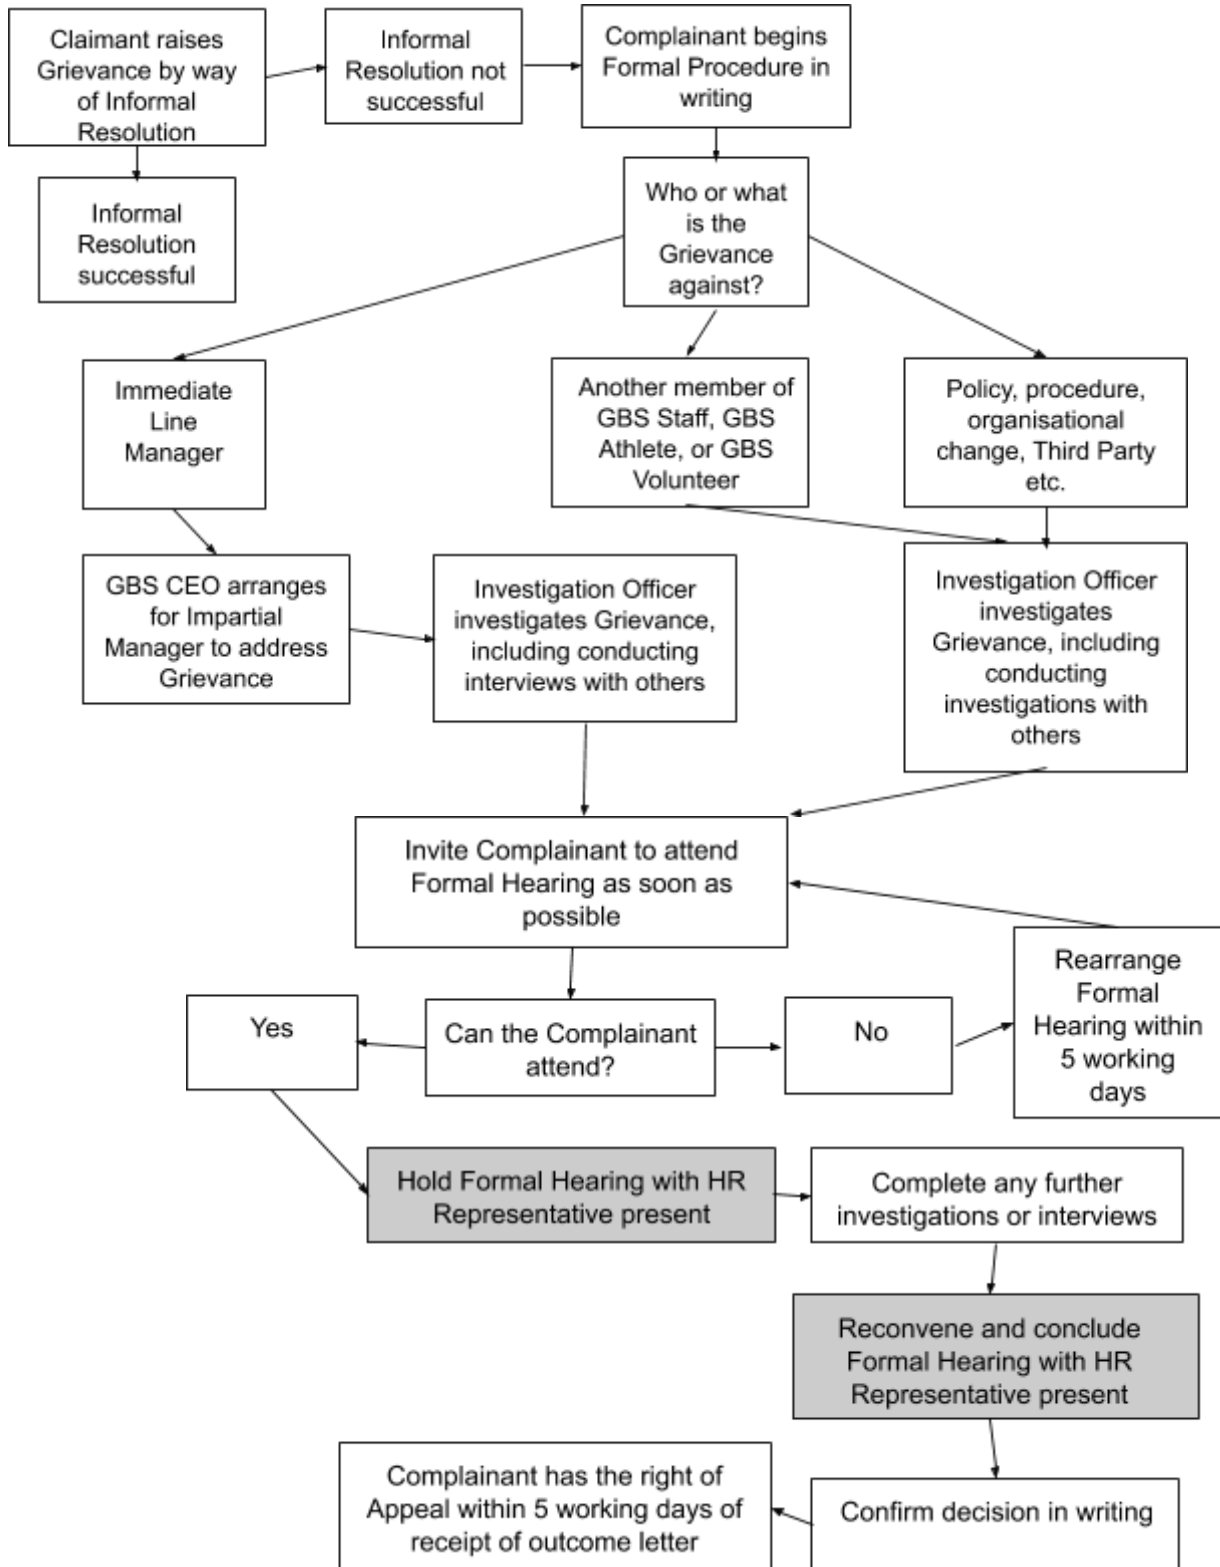 Claimant raises
Grievance by way
of Informal
Resolution
Informal
Resolution not
successful
Complainant begins
Formal Procedure in
writing
Informal
Resolution
successful
Who or what
is the
Grievance
against?
Immediate
Line
Manager
Another member of
GBS Staff, GBS
Athlete, or GBS
Volunteer
Policy, procedure,
organisational
change, Third Party
etc.
GBS CEO arranges
for Impartial
Manager to address
Grievance
Investigation Officer
investigates Grievance,
including conducting
interviews with others
Investigation Officer
investigates
Grievance, including
conducting
investigations with
others
Invite Complainant to attend
Formal Hearing as soon as
possible
Yes
Can the Complainant
attend?
No
Rearrange
Formal
Hearing within
5 working
days
Hold Formal Hearing with HR
Representative present
Complete any further
investigations or interviews
Reconvene and conclude
Formal Hearing with HR
Representative present
Confirm decision in writing
Complainant has the right of
Appeal within 5 working days of
receipt of outcome letter